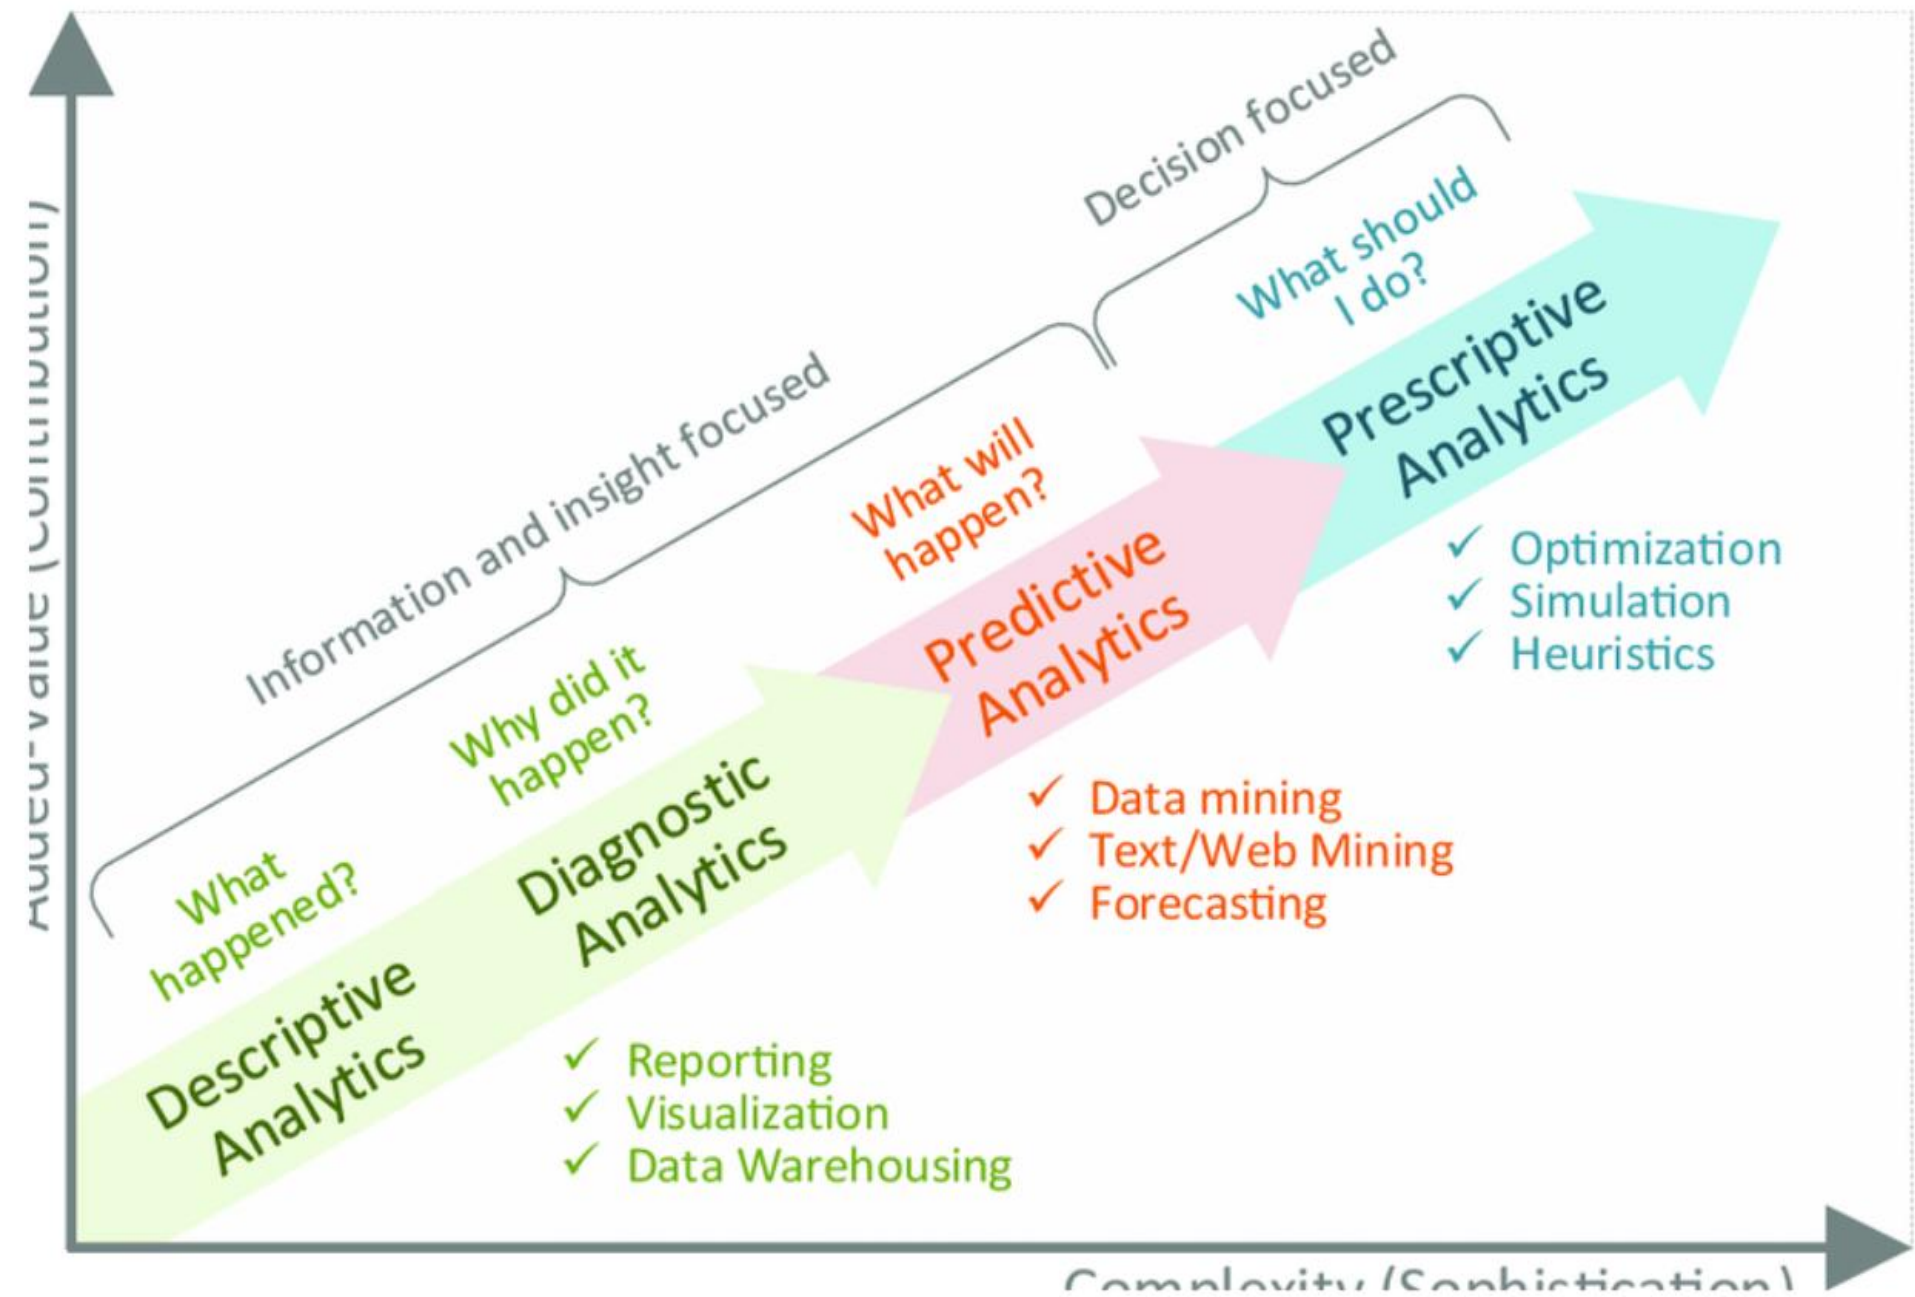 Decision focused
What should
I do?
Prescriptive
Analytics
Optimization
Simulation
Heuristics
Information and insight focused
What will
happen?
Predictive
Analytics
Data mining
Text/Web Mining
Forecasting
Why did it
happen?
Diagnostic
Analytics
What
happened?
Descriptive
Analytics
Reporting
Visualization
Data Warehousing
Complexity (Sophistication)